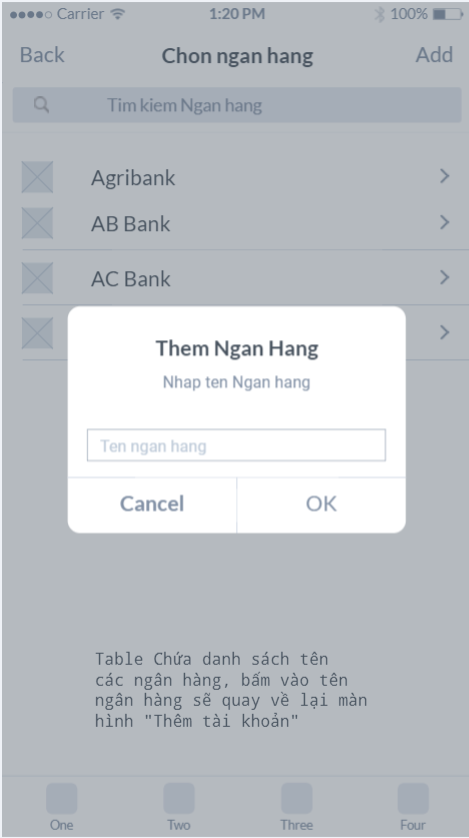 Carrier 1:20 PM 100%
Back Chon ngan hang Add
Tim kiem Ngan hang
Agribank
AB Bank
AC Bank
Them Ngan Hang
Nhap ten Ngan hang
Ten ngan hang
Cancel OK
Table Chứa danh sách tên
các ngân hàng, bấm vào tên
ngân hàng sẽ quay về lại màn
hình "Thêm tài khoản"
One Two Three Four